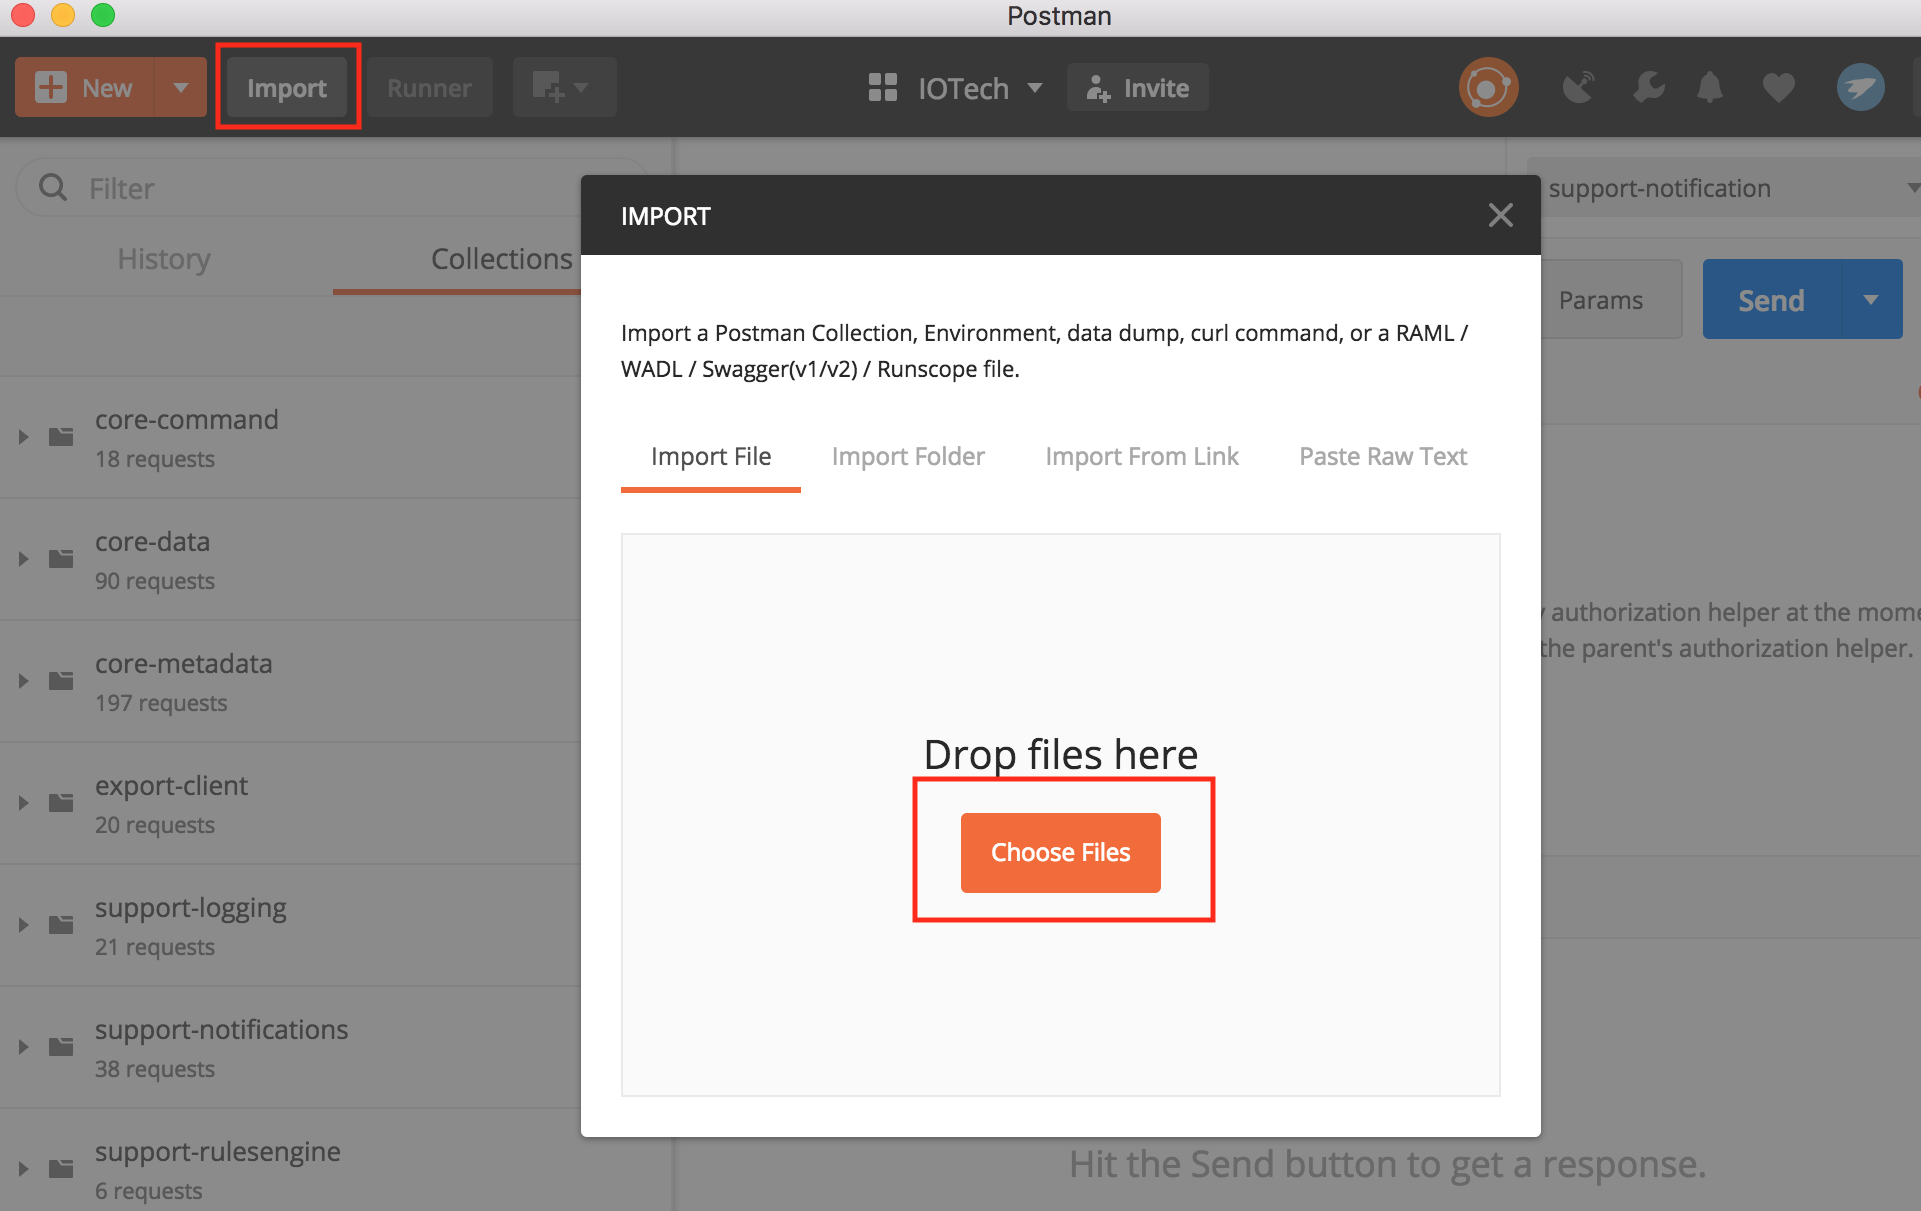 Postman
New
Import
Runner
IOTech
Invite
Filter
History
Collections
core-command
18 requests
core-data
90 requests
core-metadata
197 requests
export-client
20 requests
support-logging
21 requests
support-notifications
38 requests
support-rulesengine
6 requests
IMPORT
Import a Postman Collection, Environment, data dump, curl command, or a RAML /
WADL / Swagger(v1/v2) / Runscope file.
Import File
Import Folder
Import From Link
Paste Raw Text
Drop files here
Choose Files
support-notification
Params
Send
authorization helper at the
the parent's authorization helper.
Hit the Send button to get a response.